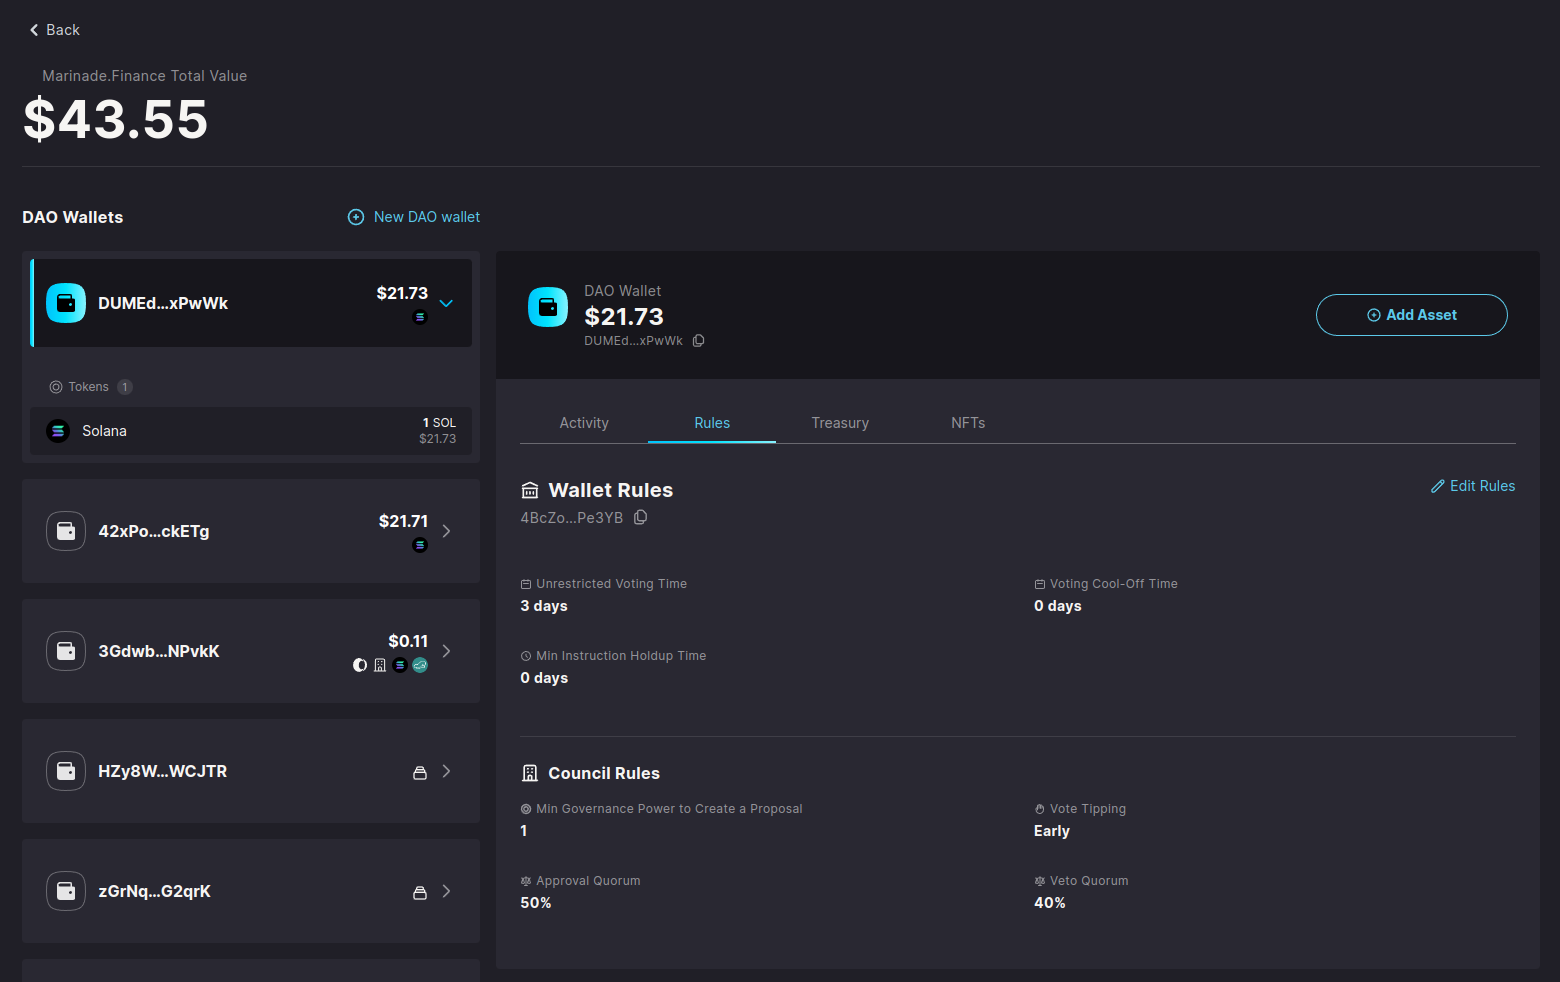 Back
Marinade.Finance Total Value
$43.55
DAO Wallets
New DAO wallet
DUMEd...xPwWk
$21.73
Tokens 1
Solana
1 SOL
$21.73
42xPo...ckETg
$21.71
3Gdwb...NPvkK
$0.11
HZy8W...WCJTR
zGrNq...G2qrK
DAO Wallet
$21.73
DUMEd...xPwWk
Add Asset
Activity
Rules
Treasury
NFTs
Wallet Rules
4BcZo...Pe3YB
Edit Rules
Unrestricted Voting Time
3 days
Voting Cool-Off Time
0 days
Min Instruction Holdup Time
0 days
Council Rules
Min Governance Power to Create a Proposal
1
Vote Tipping
Early
Approval Quorum
50%
Veto Quorum
40%